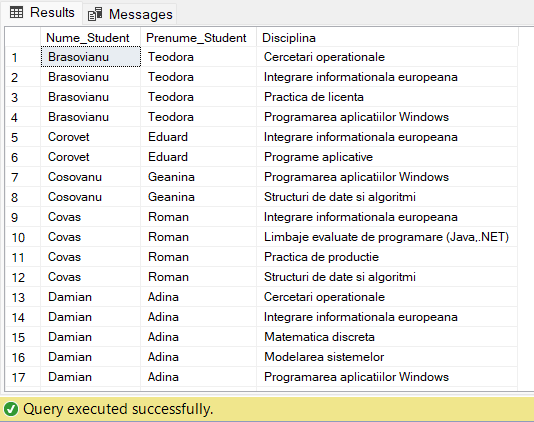 Results Messages
Nume_Student Prenume_Student Disciplina
1 Brasovianu Teodora Cercetari operationale
2 Brasovianu Teodora Integrare informationala europeana
3 Brasovianu Teodora Practica de licenta
4 Brasovianu Teodora Programarea aplicatiilor Windows
5 Corovet Eduard Integrare informationala europeana
6 Corovet Eduard Programe aplicative
7 Cosovanu Geanina Programarea aplicatiilor Windows
8 Cosovanu Geanina Structuri de date si algoritmi
9 Covas Roman Integrare informationala europeana
10 Covas Roman Limbaje evaluate de programare (Java,.NET)
11 Covas Roman Practica de productie
12 Covas Roman Structuri de date si algoritmi
13 Damian Adina Cercetari operationale
14 Damian Adina Integrare informationala europeana
15 Damian Adina Matematica discreta
16 Damian Adina Modelarea sistemelor
17 Damian Adina Programarea aplicatiilor Windows
Query executed successfully.